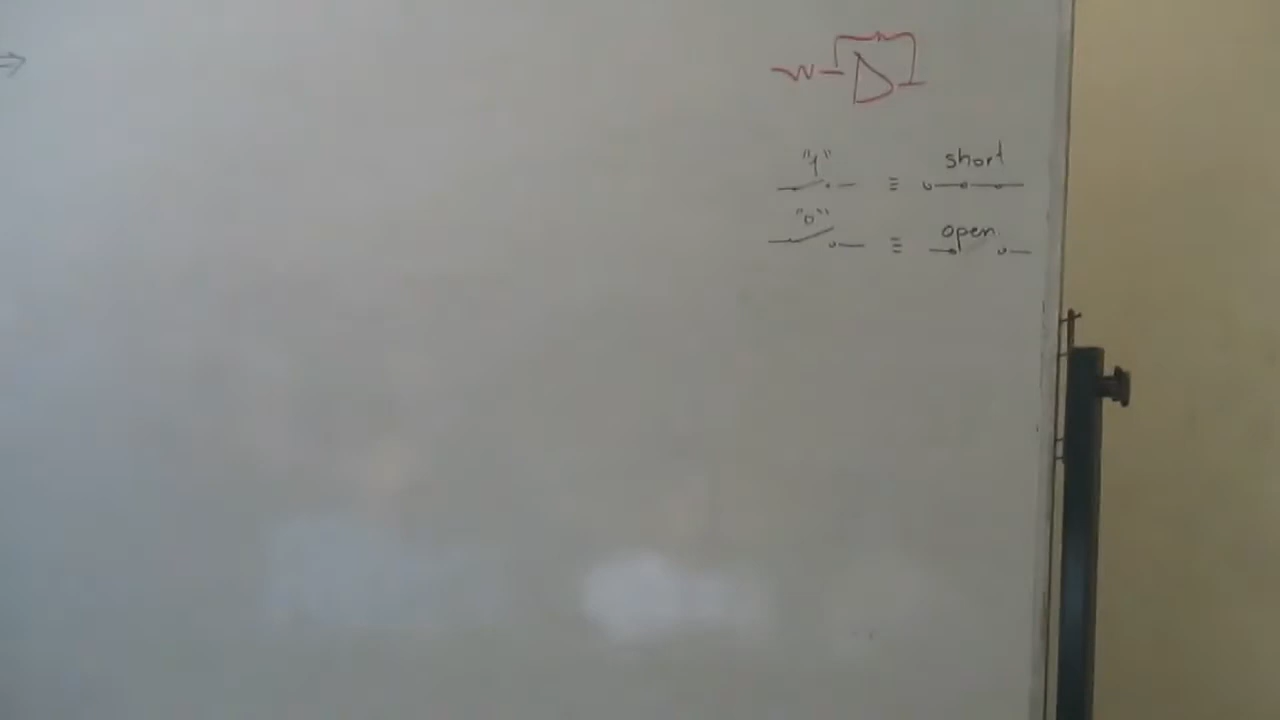 "1" ≡ short
"0" ≡ open